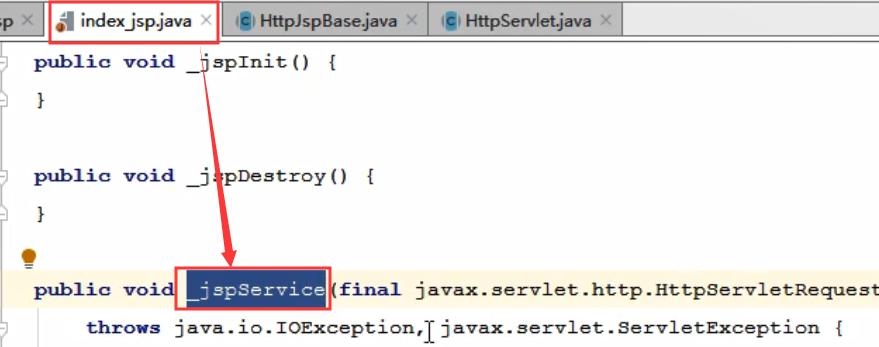 sp index_jsp.java HttpJspBase.java HttpServlet.java
public void _jspInit() {
}
public void _jspDestroy() {
}
public void _jspService(final javax.servlet.http.HttpServletRequest
throws java.io.IOException, javax.servlet.ServletException {